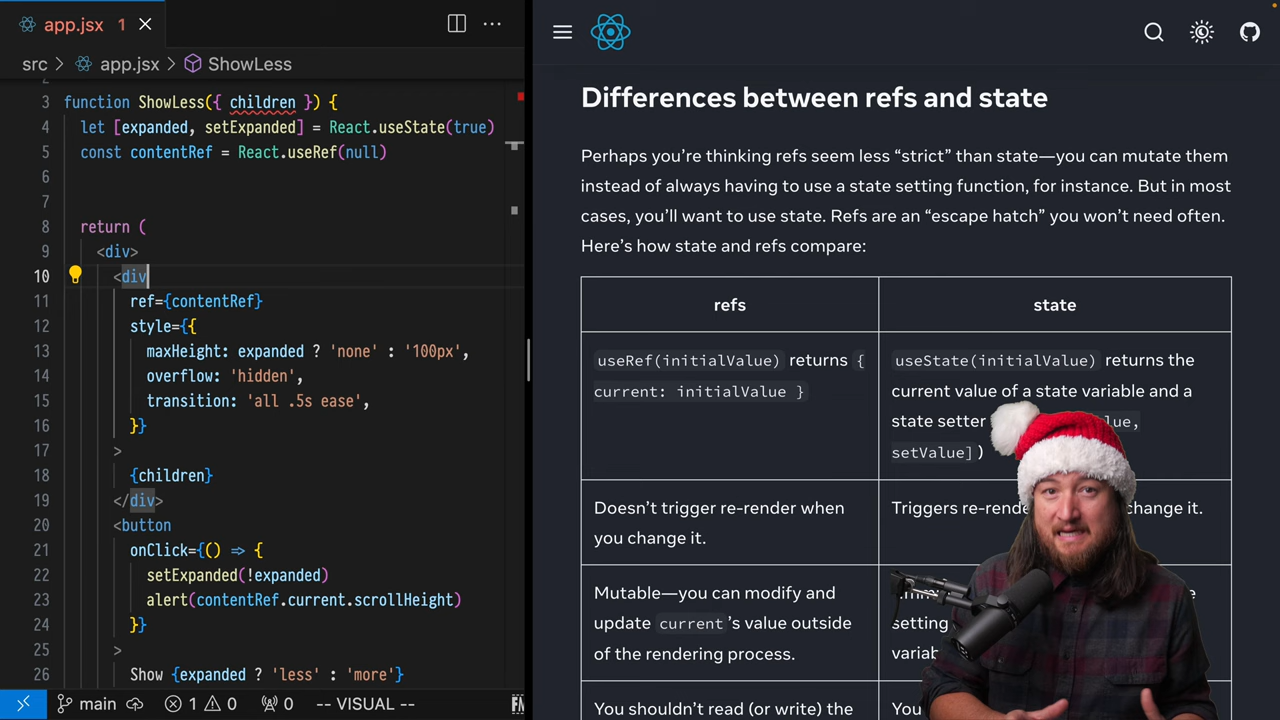 app.jsx 1
src > app.jsx > ShowLess
2
3 function ShowLess({ children }) {
4 let [expanded, setExpanded] = React.useState(true)
5 const contentRef = React.useRef(null)
6
7
8 return (
9 <div>
10 <div
11 ref={contentRef}
12 style={{
13 maxHeight: expanded ? 'none' : '100px',
14 overflow: 'hidden',
15 transition: 'all .5s ease',
16 }}
17 >
18 {children}
19 </div>
20 <button
21 onClick={() => {
22 setExpanded(!expanded)
23 alert(contentRef.current.scrollHeight)
24 }}
25 >
26 Show {expanded ? 'less' : 'more'}
main 1 0 0 -- VISUAL --
Differences between refs and state
Perhaps you’re thinking refs seem less “strict” than state—you can mutate them
instead of always having to use a state setting function, for instance. But in most
cases, you’ll want to use state. Refs are an “escape hatch” you won’t need often.
Here’s how state and refs compare:
refs
state
useRef(initialValue) returns {
current: initialValue }
useState(initialValue) returns the
current value of a state variable and a
state setter
setValue])
Doesn’t trigger re-render when
you change it.
Triggers change it.
Mutable—you can modify and
update current’s value outside
of the rendering process.
setting
You shouldn’t read (or write) the